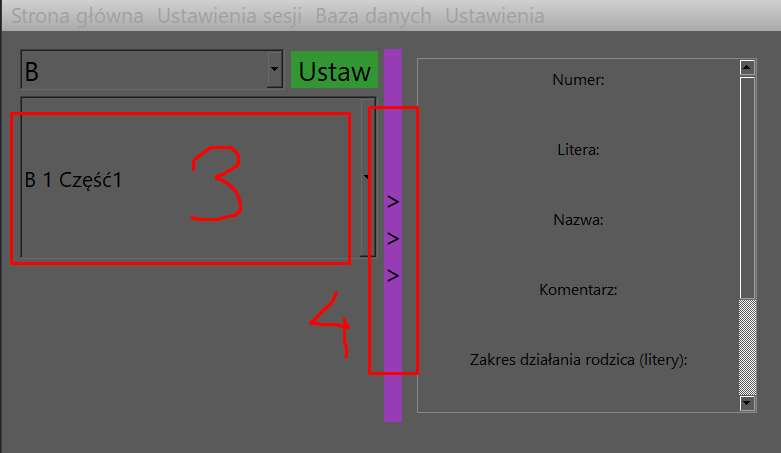 Strona główna Ustawienia sesji Baza danych Ustawienia
B Ustaw
B 1 Część1
3
4
>
>
>
Numer:
Litera:
Nazwa:
Komentarz:
Zakres działania rodzica (litery):